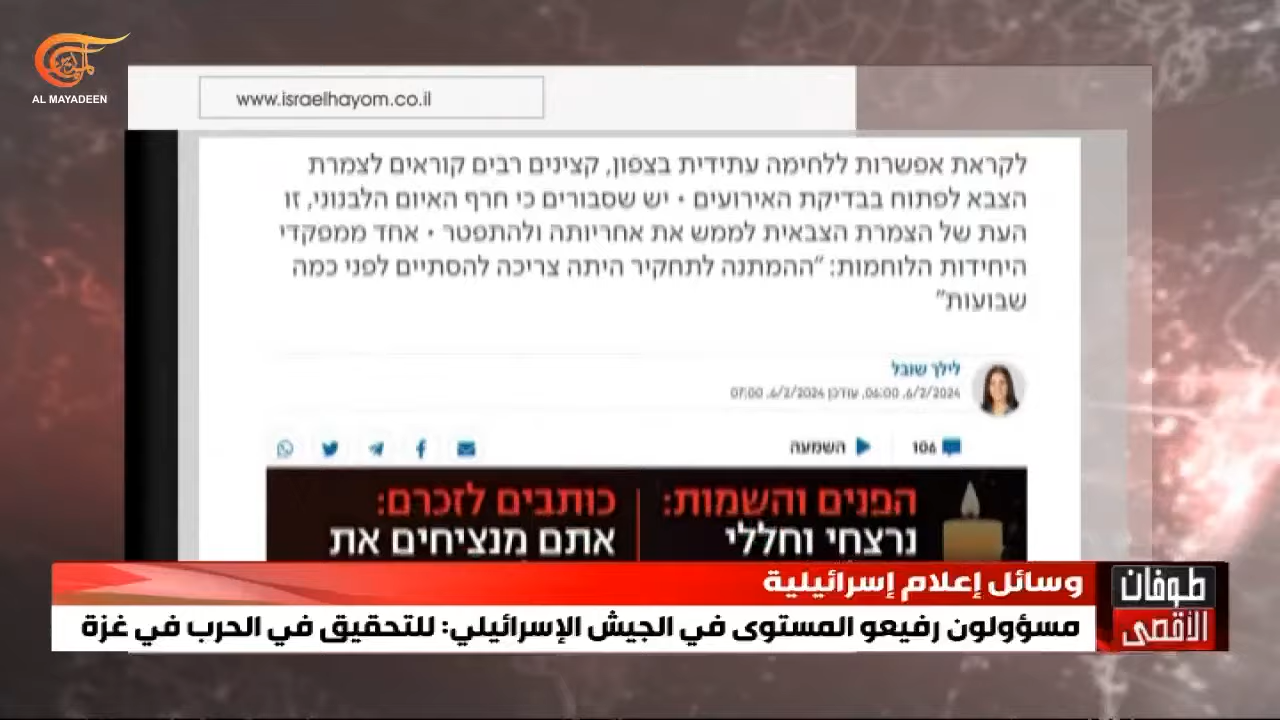 AL MAYADEEN
www.israelhayom.co.il
לקראת אפשרות ללחימה עתידית בצפון, קצינים רבים קוראים לצמרת
הצבא לפתוח בבדיקת האירועים • יש שסבורים כי חרף האיום הלבנוני, זו
העת של הצמרת הצבאית לממש את אחריותה ולהתפטר • אחד ממפקדי
היחידות הלוחמות: "ההמתנה לתחקיר היתה צריכה להסתיים לפני כמה
שבועות"
לילך שובל
6/2/2024, 06:00, עודכן 6/2/2024, 07:00
106
השמעה
הפנים והשמות:
נרצחי וחללי
כותבים לזכרם:
אתם מנציחים את
وسائل إعلام إسرائيلية
مسؤولون رفيعو المستوى في الجيش الإسرائيلي: للتحقيق في الحرب في غزة
طوفان
الأقصى